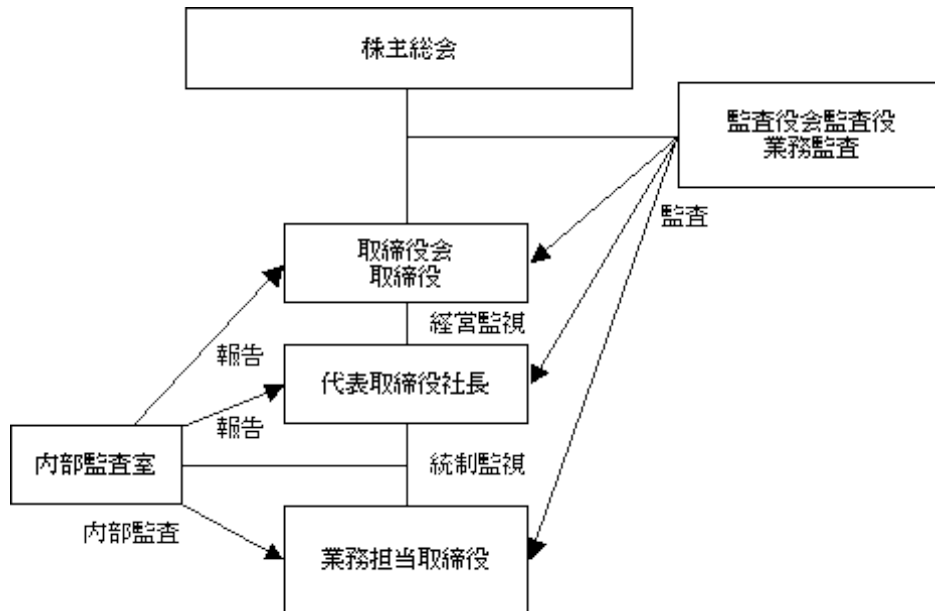 株主総会
監査役会監査役
業務監査
監査
取締役会
取締役
経営監視
報告
代表取締役社長
報告
内部監査室
統制監視
内部監査
業務担当取締役